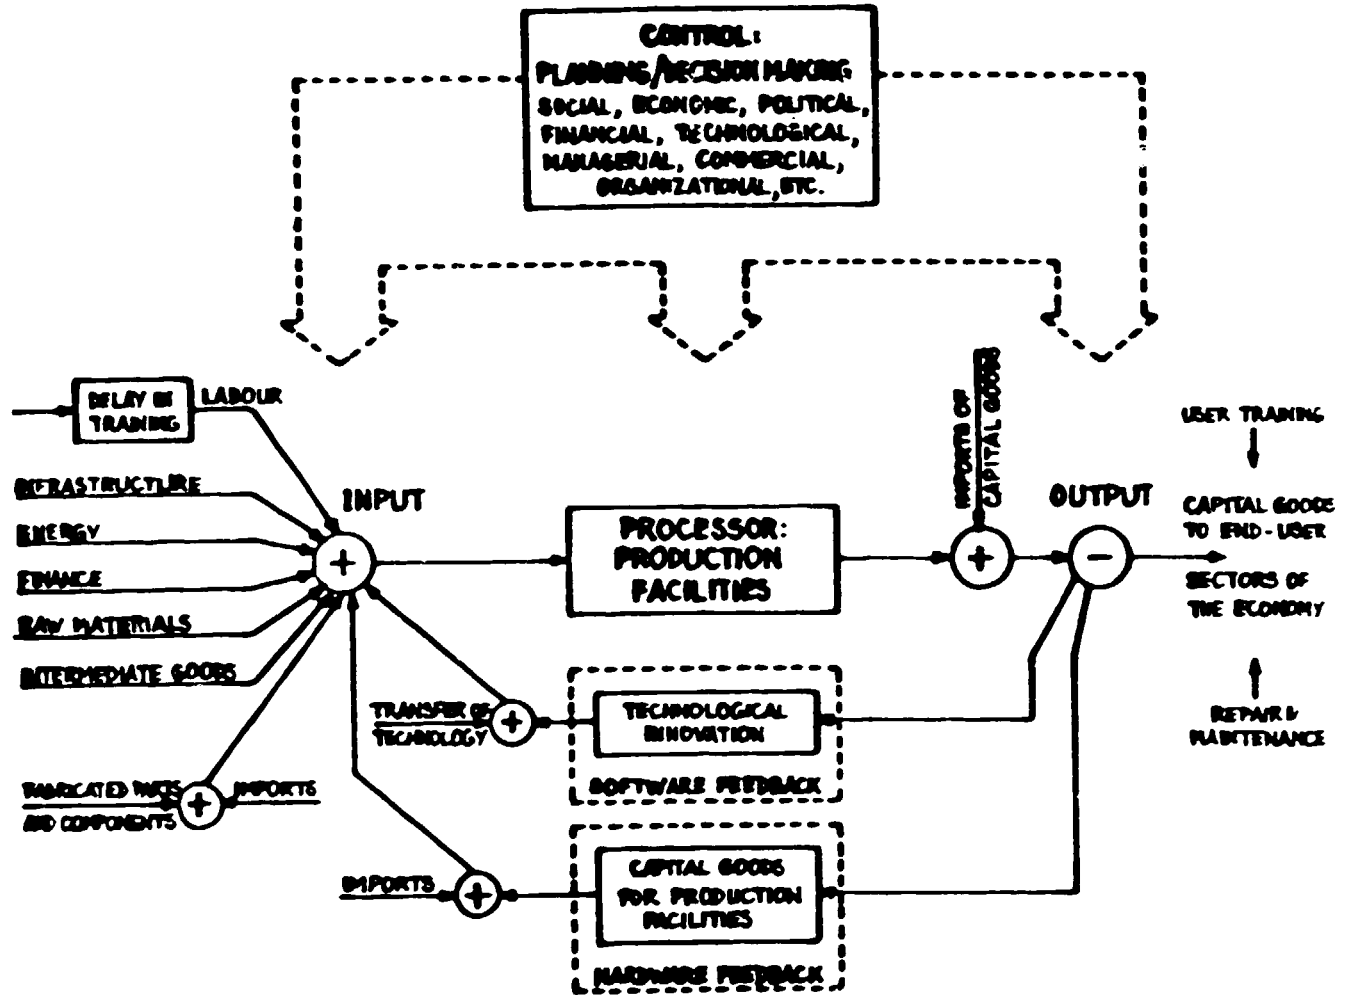 CONTROL:
PLANNING/DECISION MAKING
SOCIAL, ECONOMIC, POLITICAL,
FINANCIAL, TECHNOLOGICAL,
MANAGERIAL, COMMERCIAL,
ORGANIZATIONAL, ETC.
DELAY IN
TRAINING
LABOUR
INFRASTRUCTURE
ENERGY
FINANCE
RAW MATERIALS
INTERMEDIATE GOODS
INPUT
+
PROCESSOR:
PRODUCTION
FACILITIES
IMPORTS OF
CAPITAL GOODS
+
OUTPUT
-
USER TRAINING
CAPITAL GOODS
TO END-USER
SECTORS OF
THE ECONOMY
REPAIR &
MAINTENANCE
TRANSFER OF
TECHNOLOGY
+
TECHNOLOGICAL
INNOVATION
SOFTWARE FEEDBACK
FABRICATED PARTS
AND COMPONENTS
+
IMPORTS
IMPORTS
+
CAPITAL GOODS
FOR PRODUCTION
FACILITIES
HARDWARE FEEDBACK